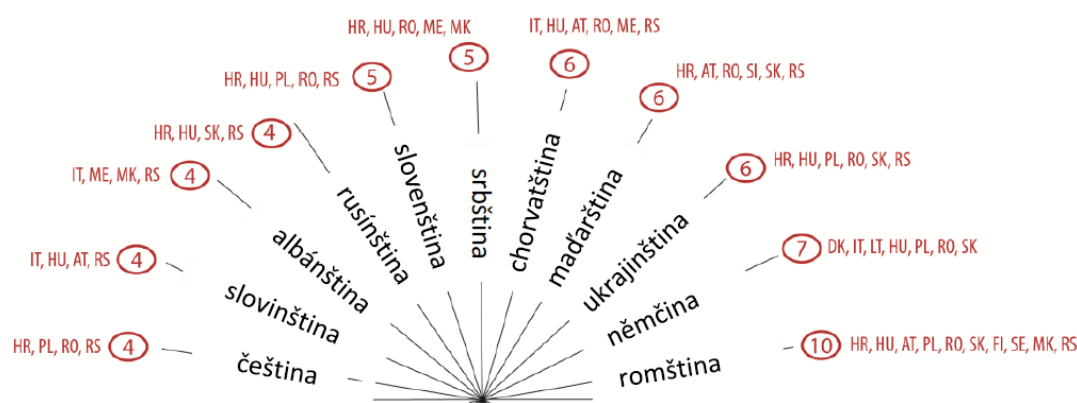 HR, PL, RO, RS 4 čeština
IT, HU, AT, RS 4 slovinština
IT, ME, MK, RS 4 albánština
HR, HU, SK, RS 4 rusínština
HR, HU, PL, RO, RS 5 slovenština
HR, HU, RO, ME, MK 5 srbština
IT, HU, AT, RO, ME, RS 6 chorvatština
HR, AT, RO, SI, SK, RS 6 maďarština
HR, HU, PL, RO, SK, RS 6 ukrajinština
DK, IT, LT, HU, PL, RO, SK 7 němčina
HR, HU, AT, PL, RO, SK, FI, SE, MK, RS 10 romština